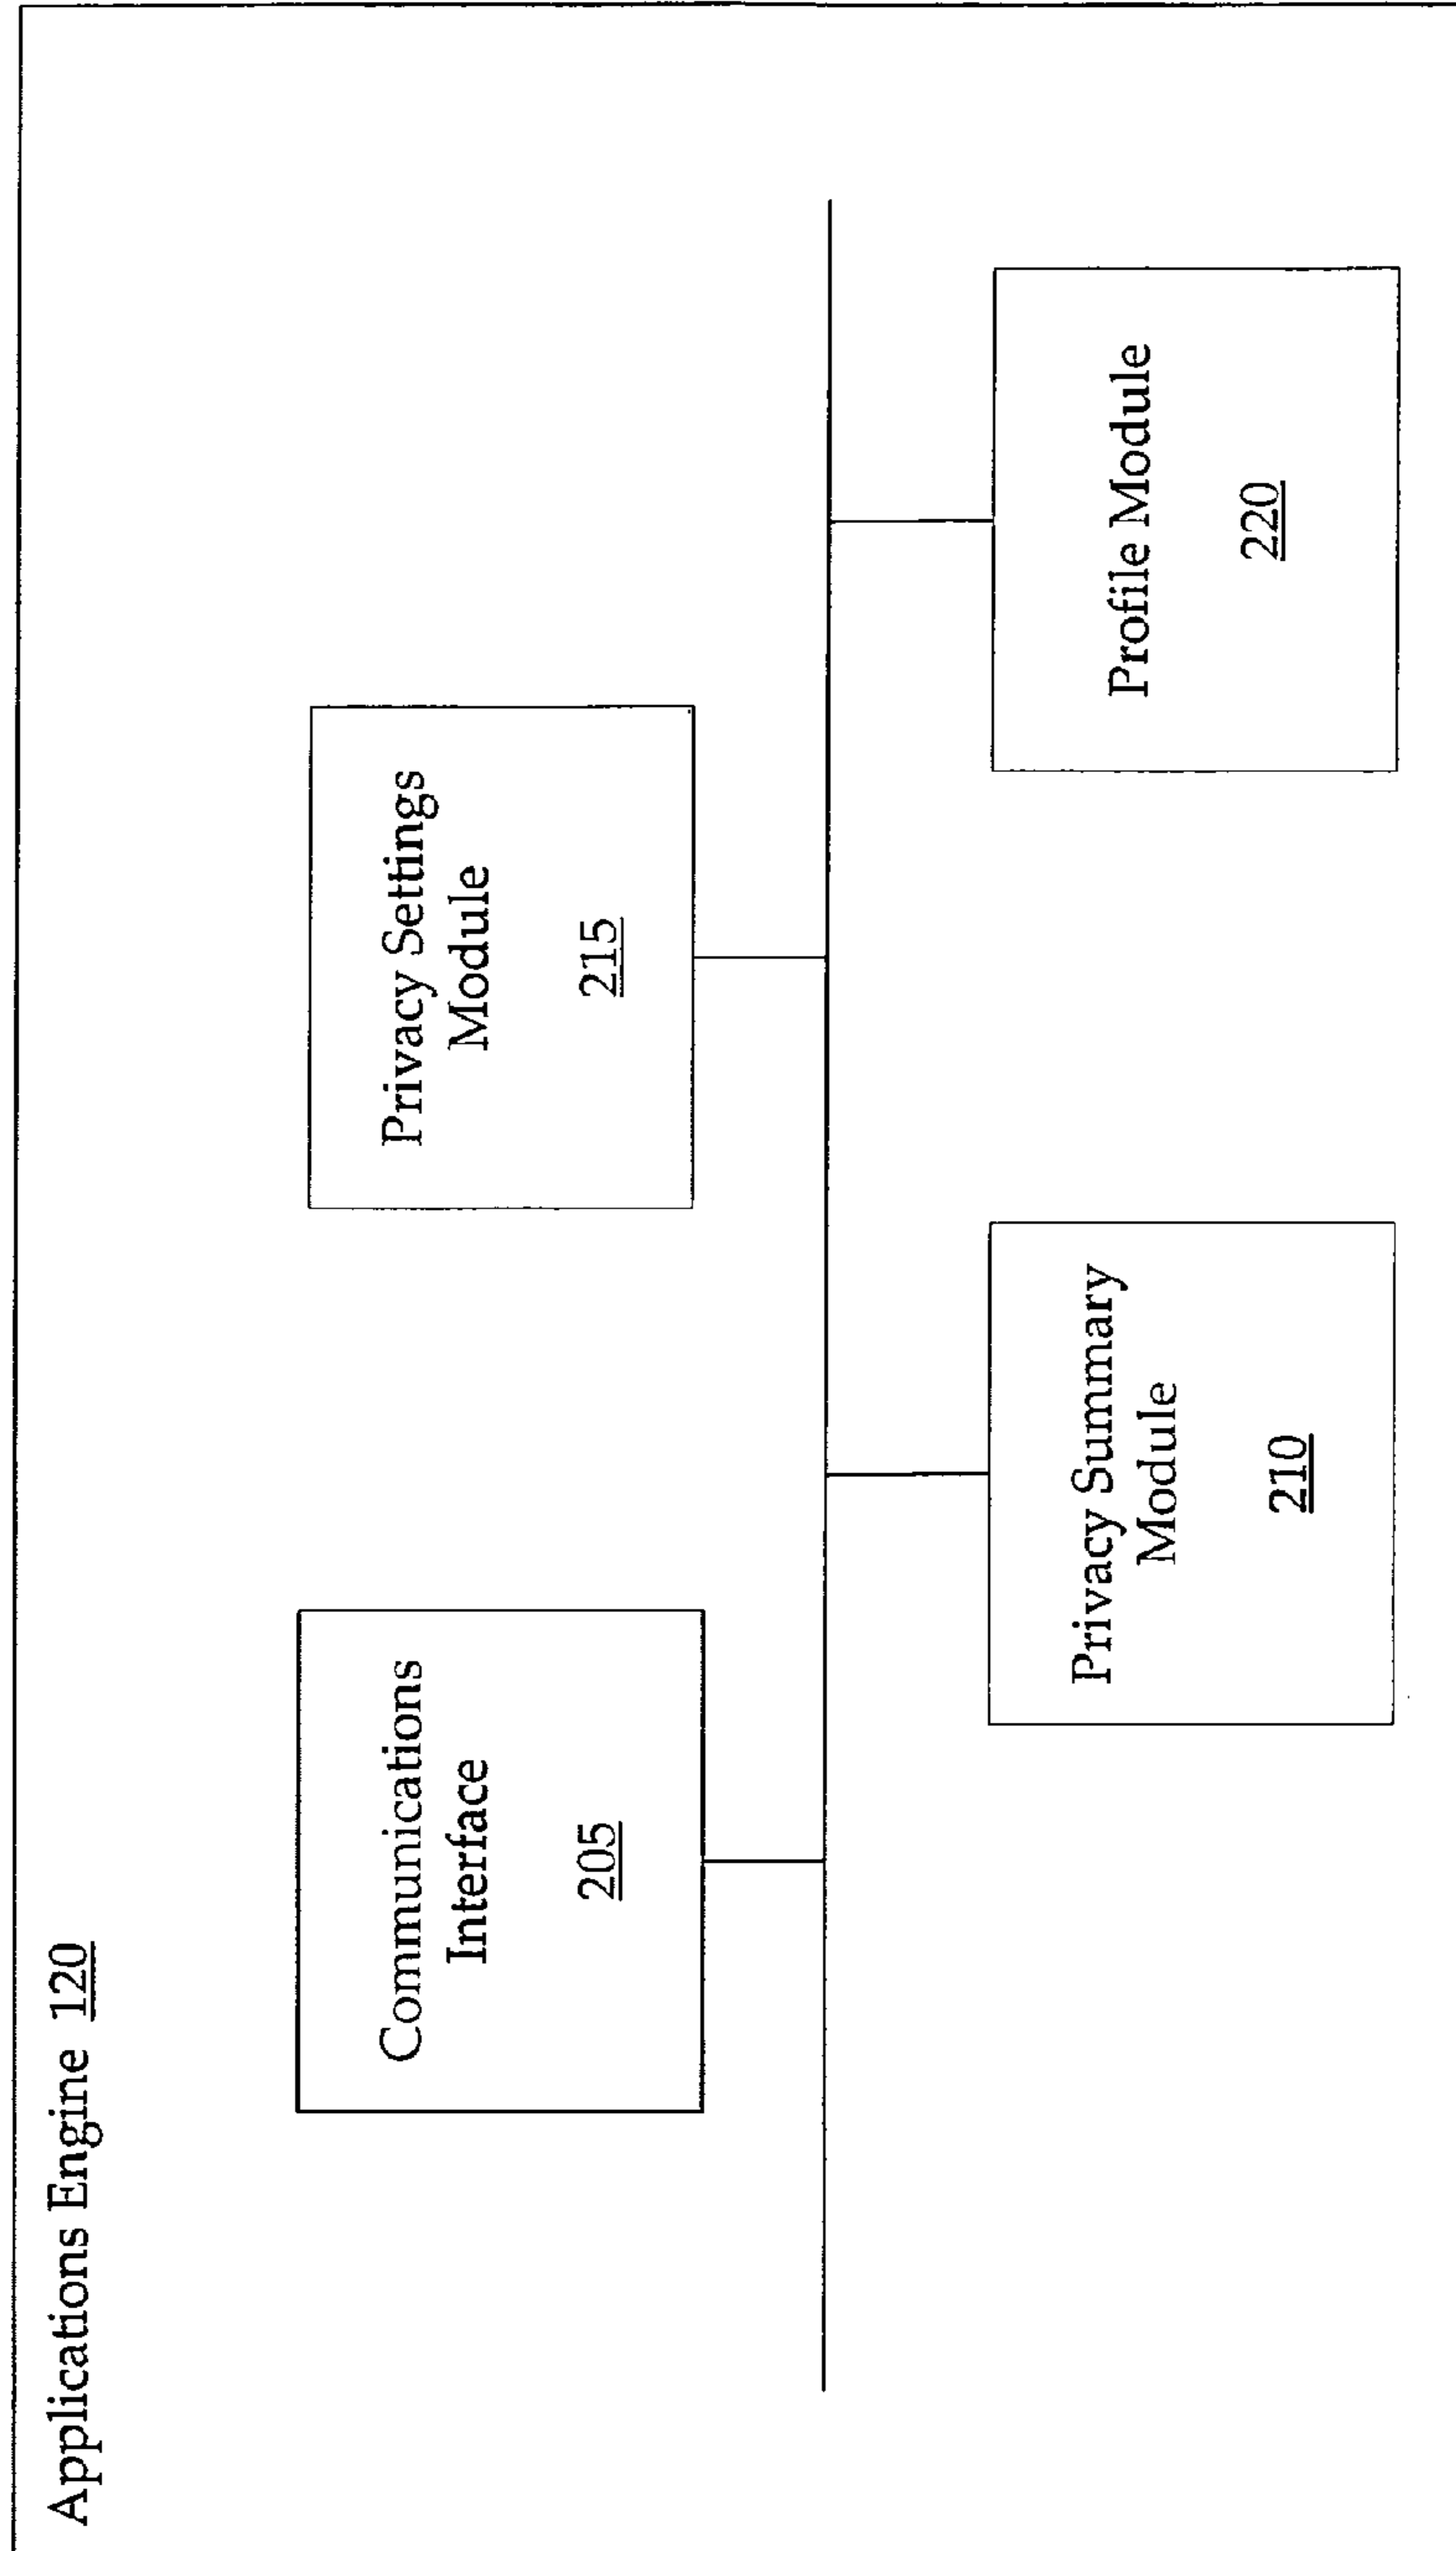 Applications Engine 120
Communications
Interface
205
Privacy Settings
Module
215
Privacy Summary
Module
210
Profile Module
220